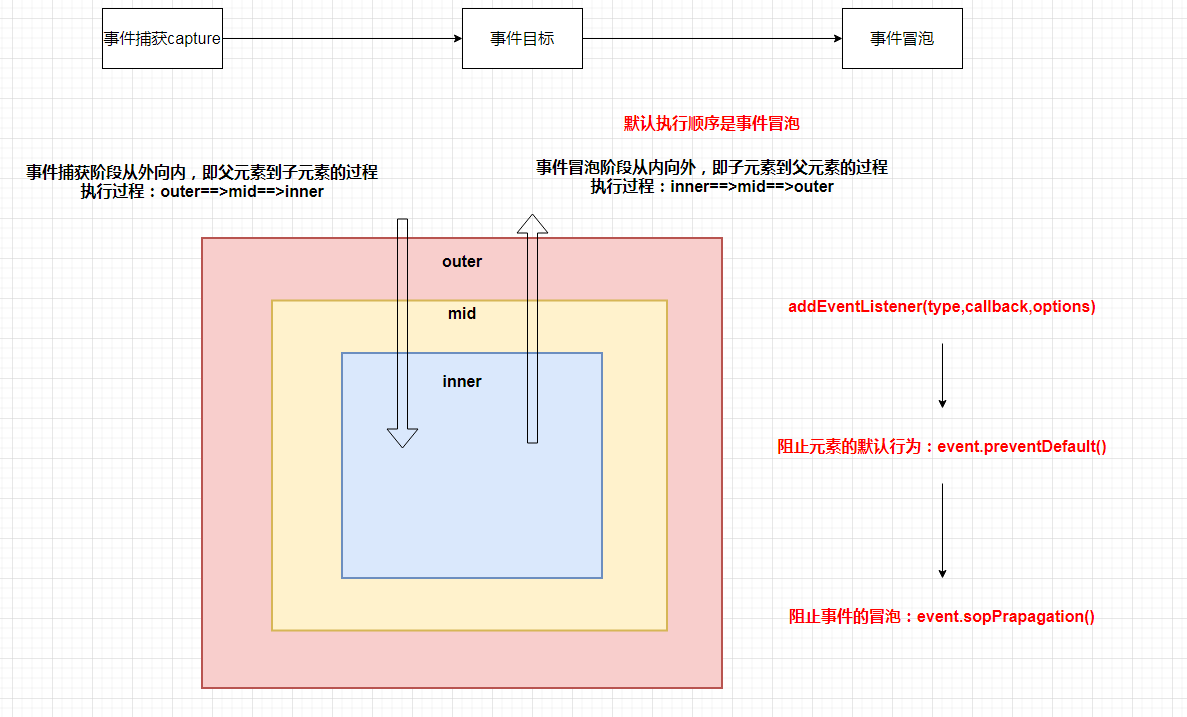 事件捕获capture
事件目标
事件冒泡
默认执行顺序是事件冒泡
事件捕获阶段从外向内，即父元素到子元素的过程
执行过程：outer==>mid==>inner
事件冒泡阶段从内向外，即子元素到父元素的过程
执行过程：inner==>mid==>outer
outer
mid
inner
addEventListener(type,callback,options)
阻止元素的默认行为：event.preventDefault()
阻止事件的冒泡：event.sopPrapagation()